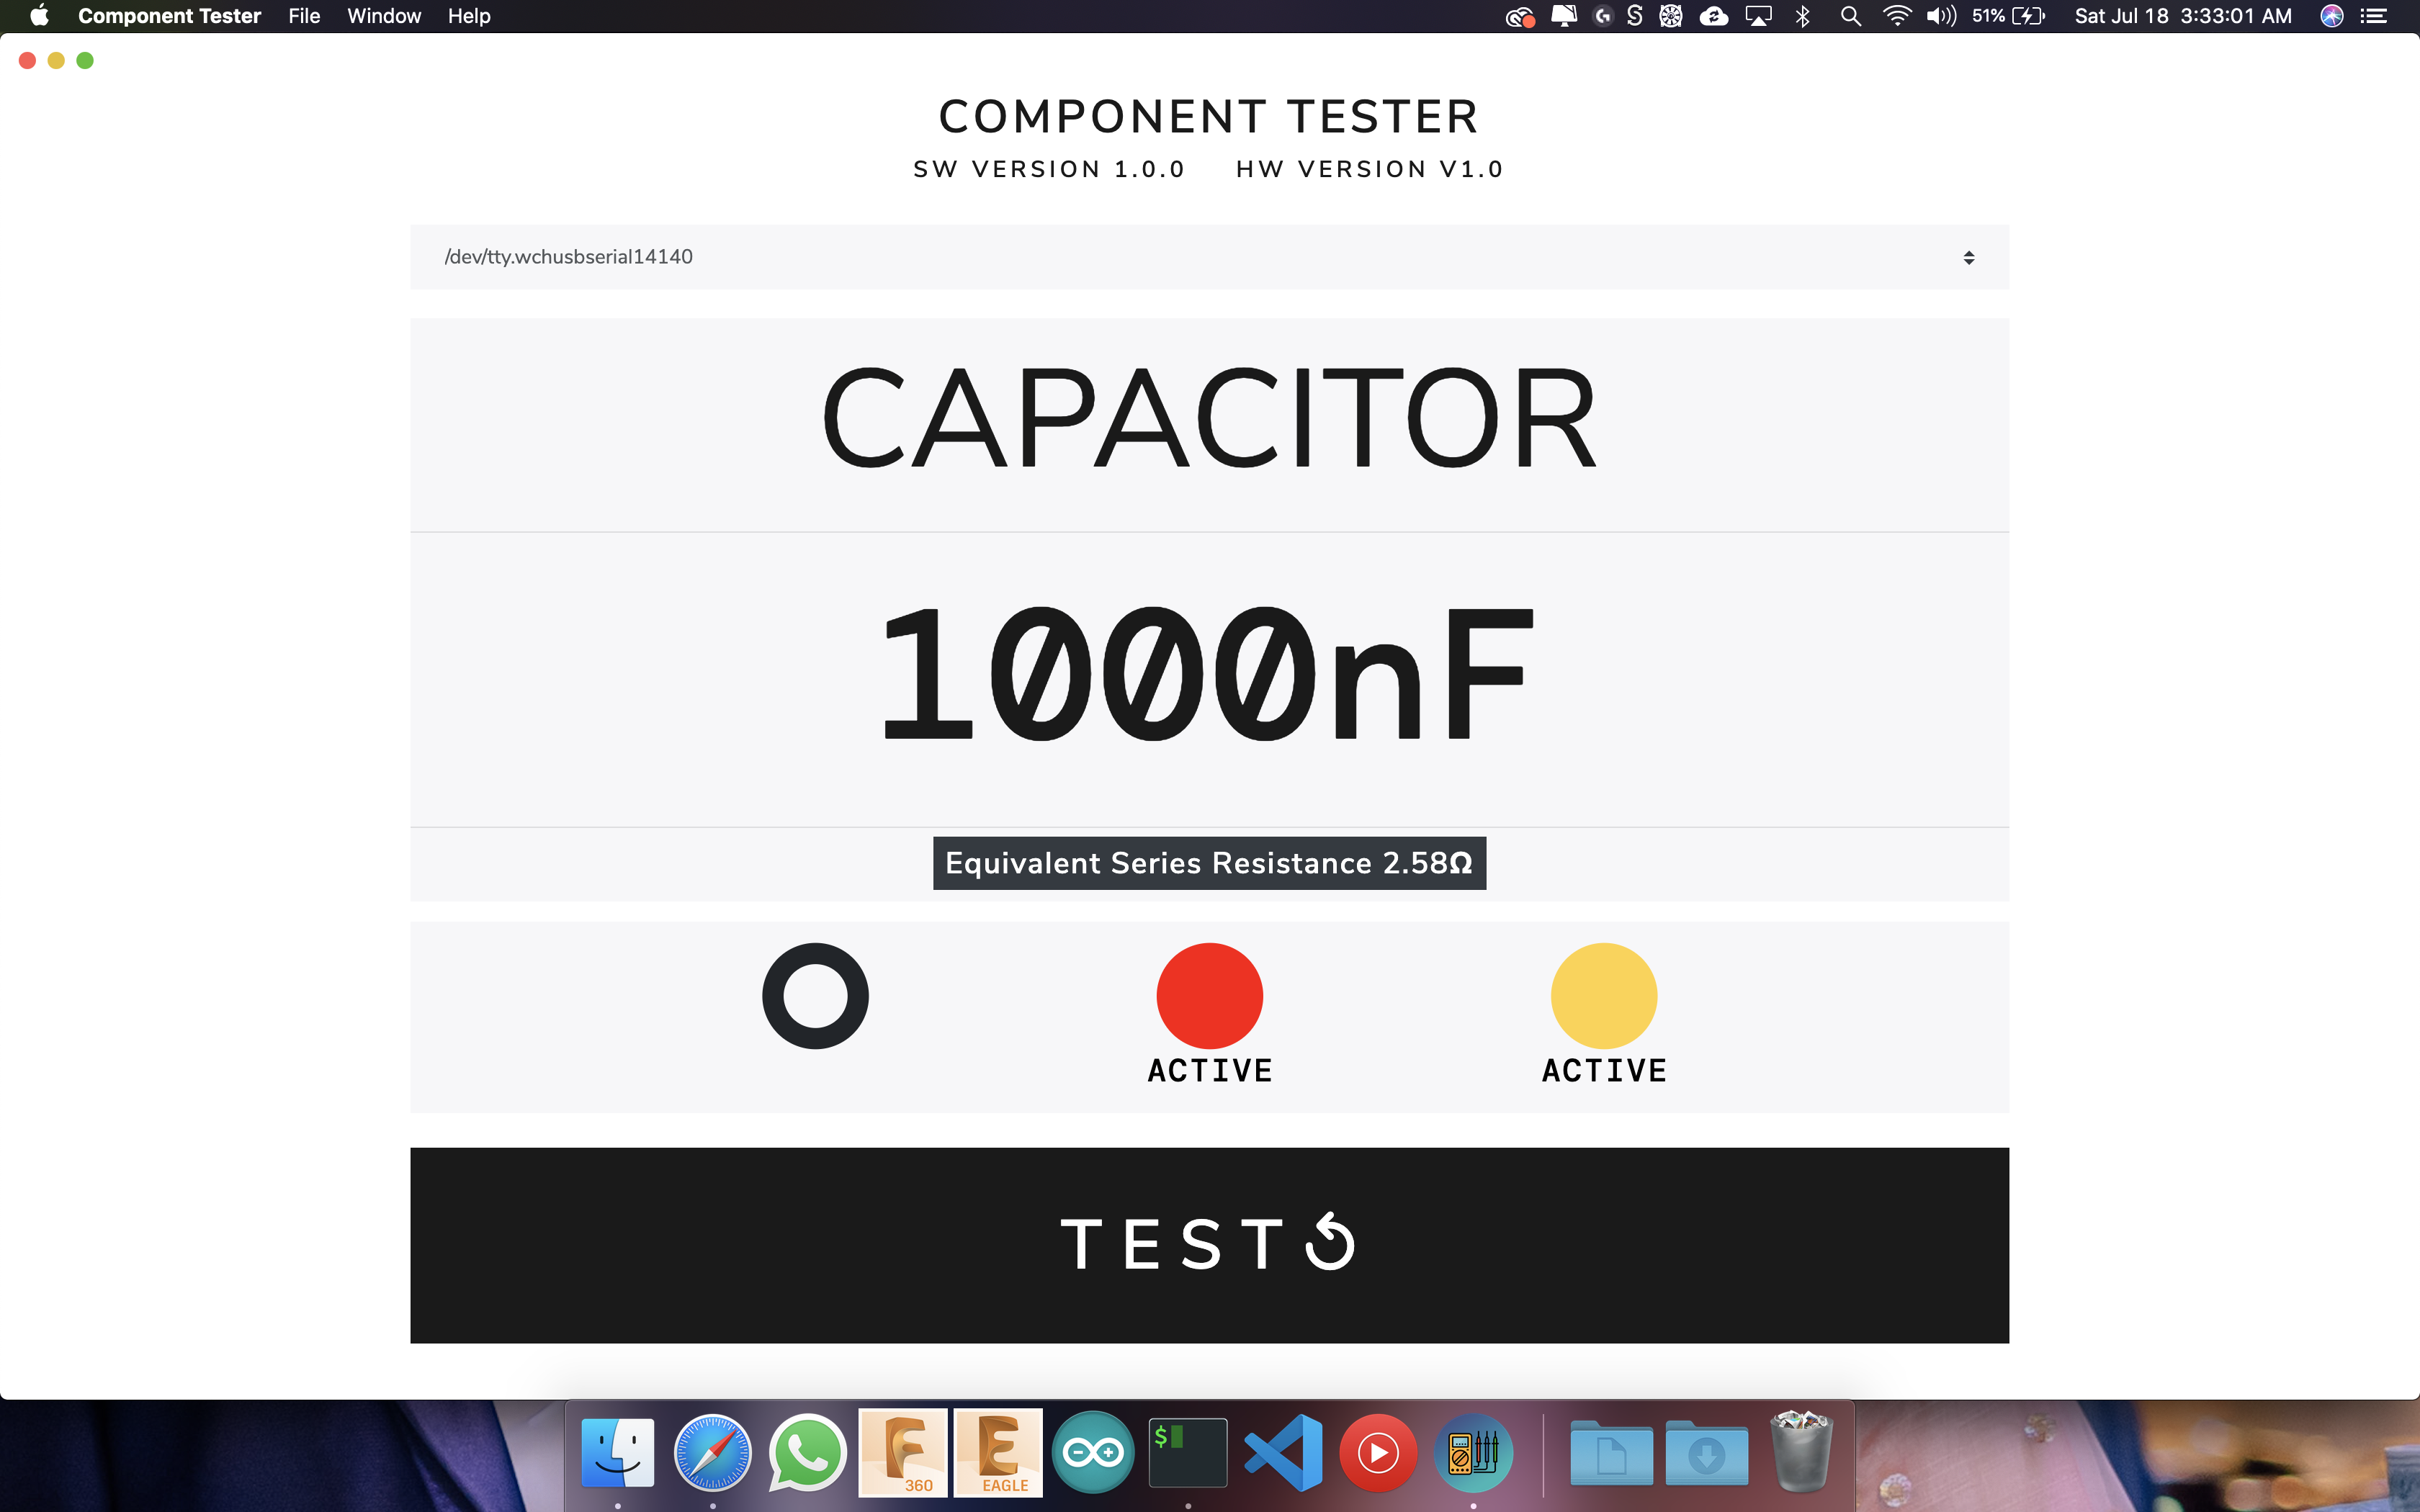 Component Tester File Window Help 51% Sat Jul 18 3:33:01 AM
COMPONENT TESTER
SW VERSION 1.0.0 HW VERSION V1.0
/dev/tty.wchusbserial14140
CAPACITOR
1000nF
Equivalent Series Resistance 2.58Ω
ACTIVE ACTIVE
TEST
$
360 EAGLE